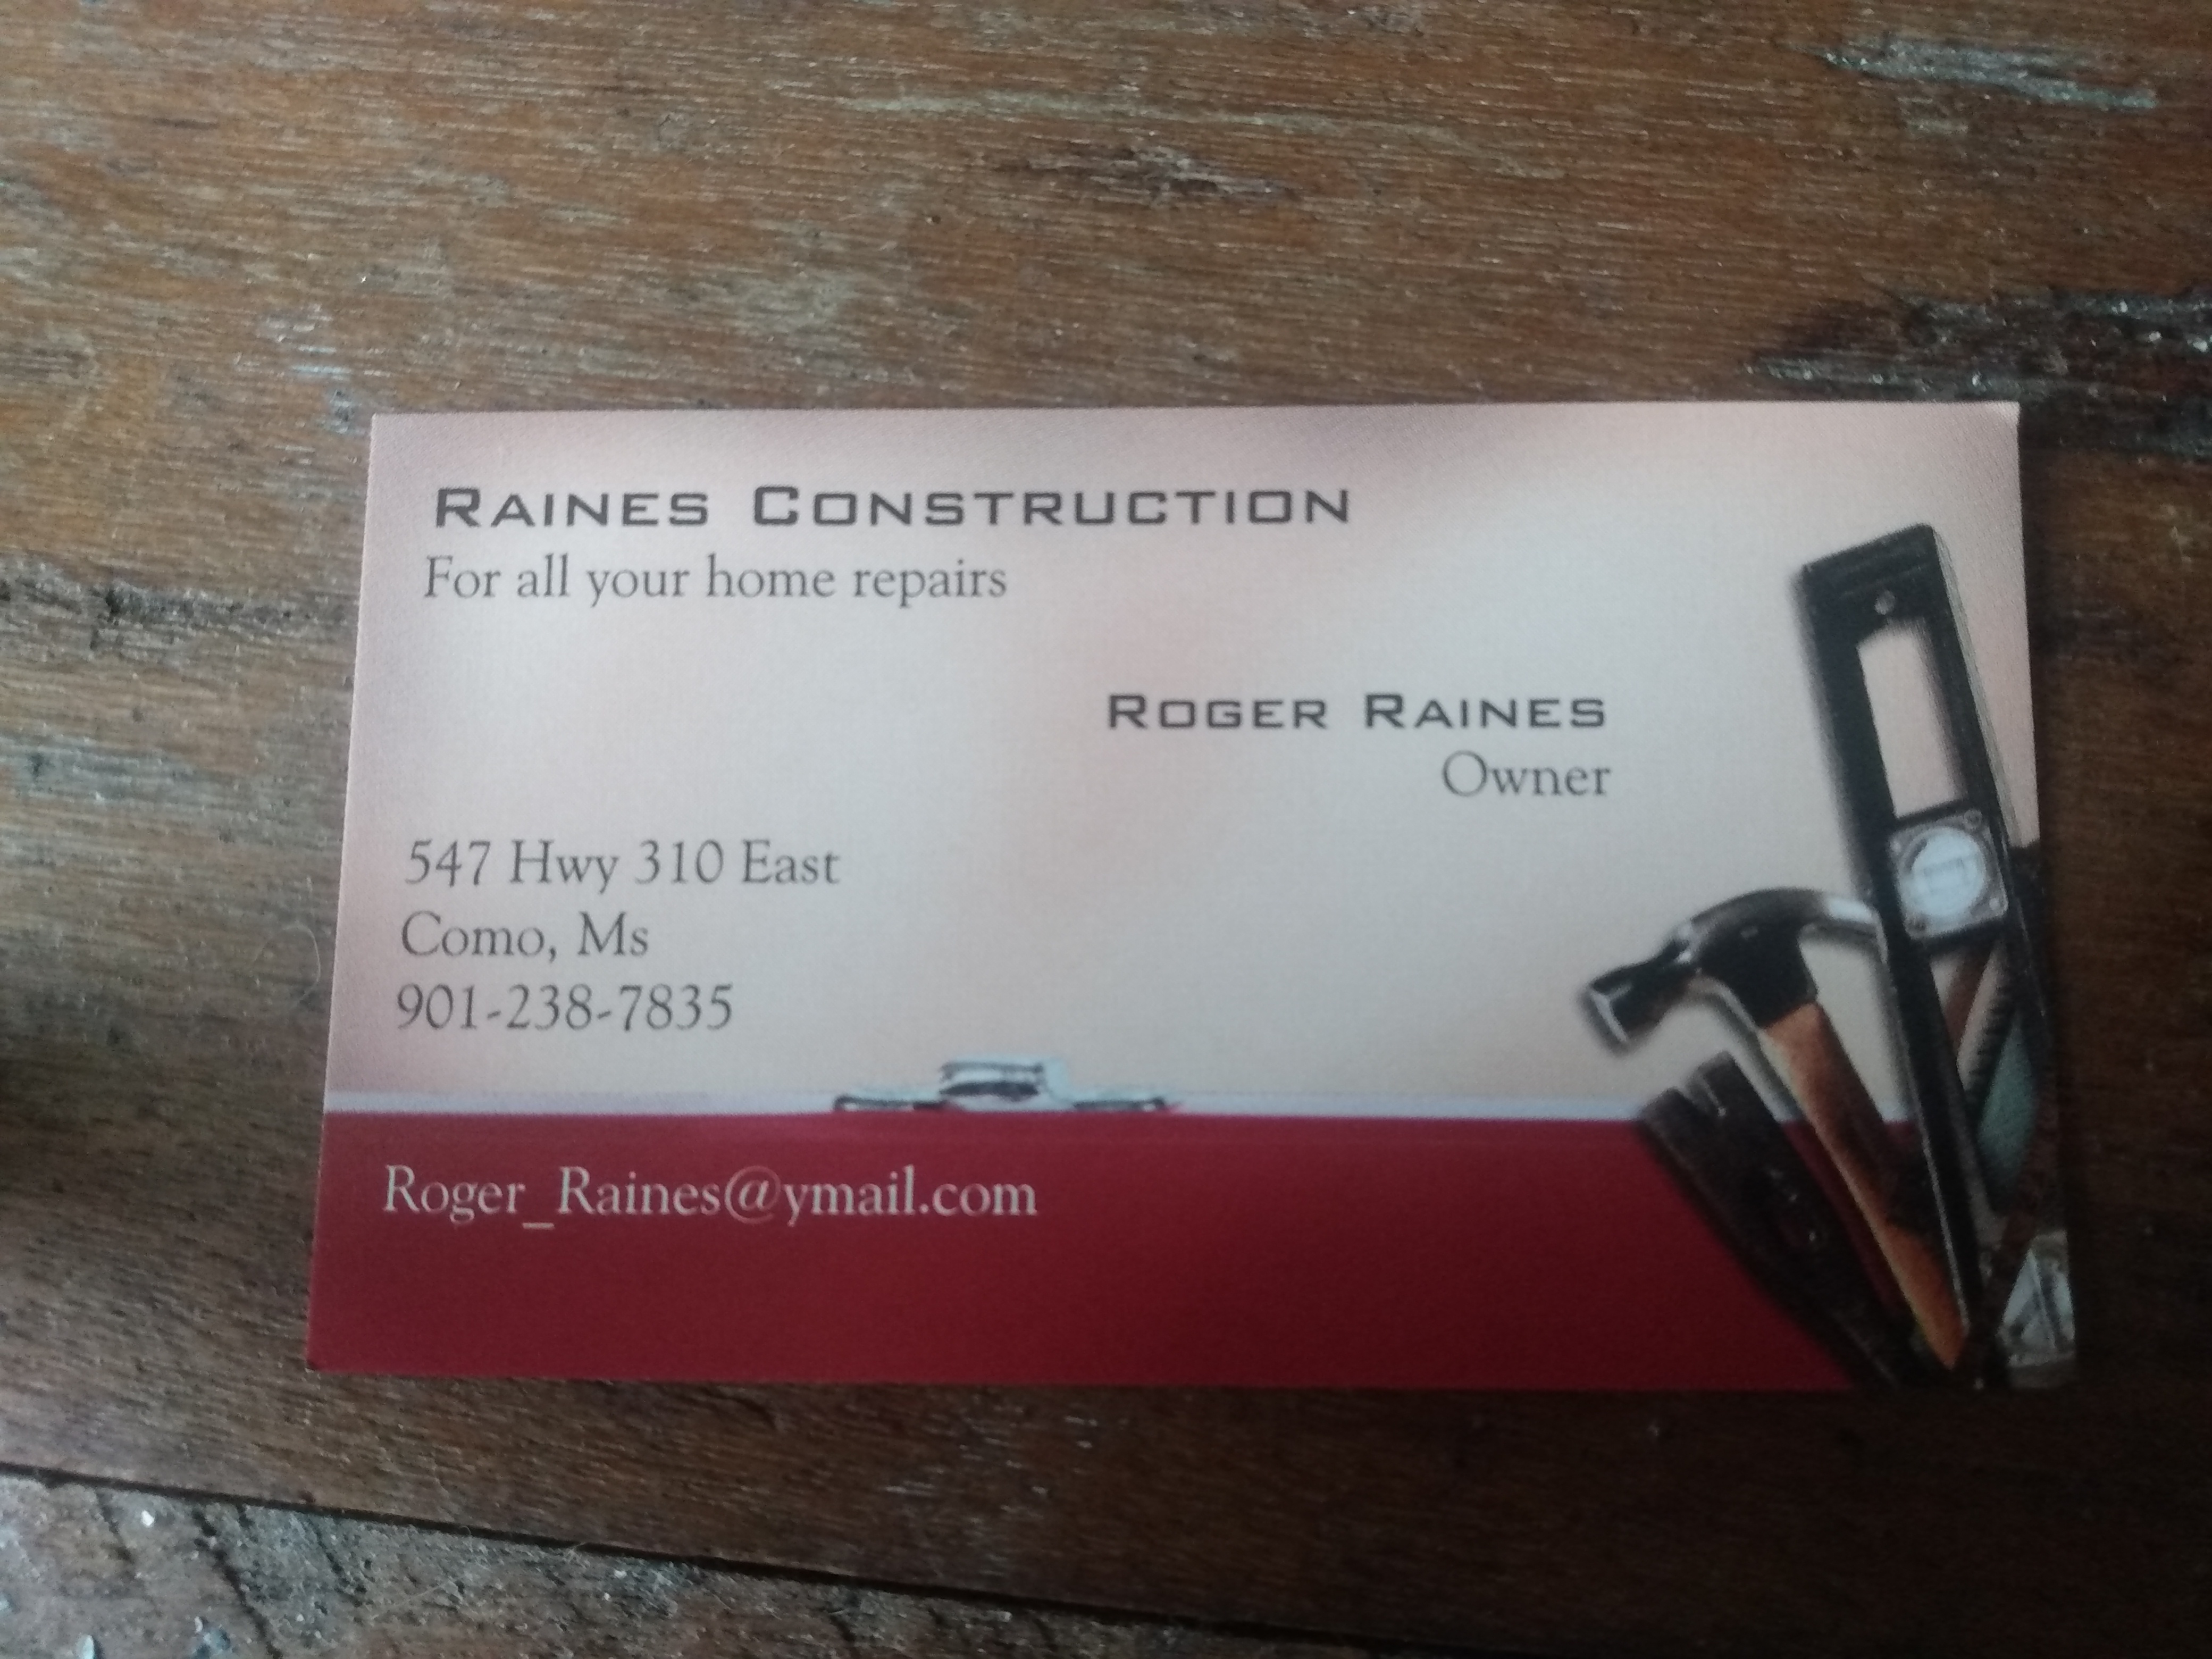 RAINES CONSTRUCTION
For all your home repairs
ROGER RAINES
Owner
547 Hwy 310 East
Como, Ms
901-238-7835
Roger_Raines@ymail.com